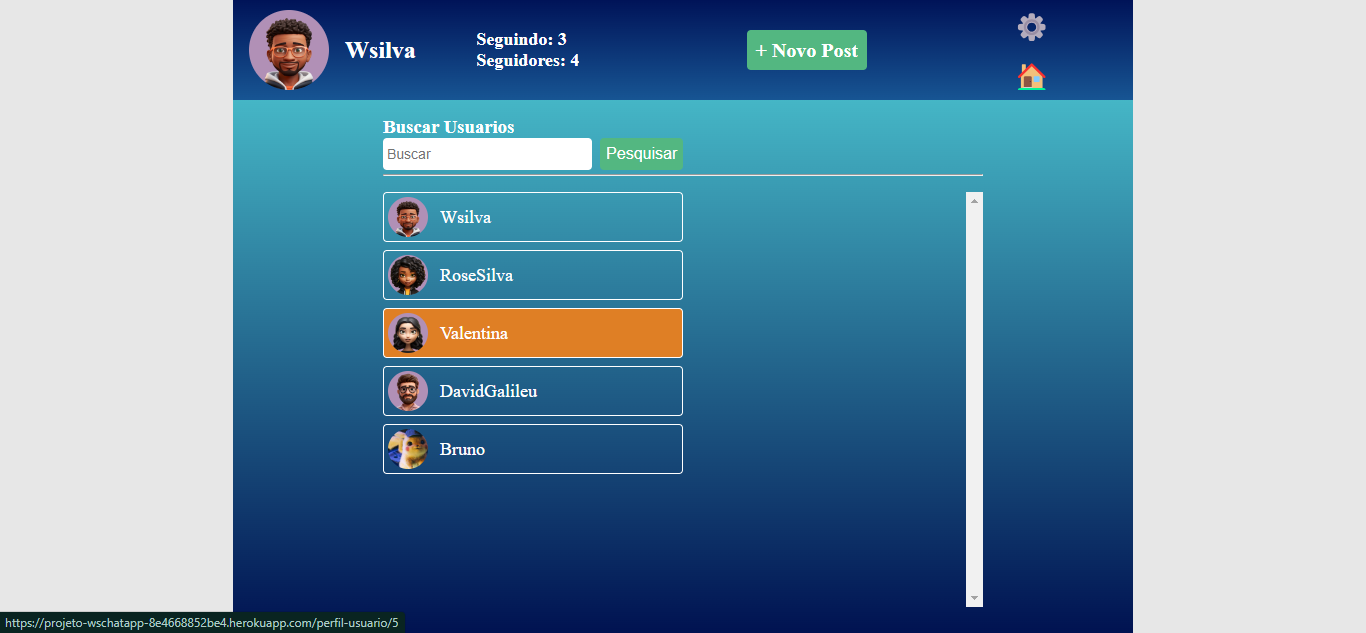 Wsilva
Seguindo: 3
Seguidores: 4
+ Novo Post
Buscar Usuarios
Buscar
Pesquisar
Wsilva
RoseSilva
Valentina
DavidGalileu
Bruno
https://projeto-wschatapp-8e4668852be4.herokuapp.com/perfil-usuario/5